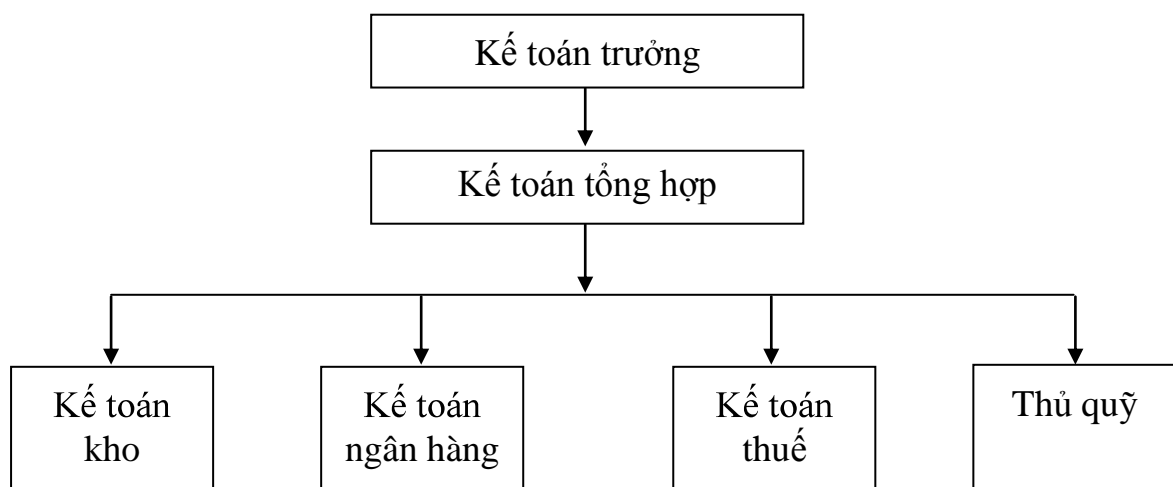 Kế toán trưởng
Kế toán tổng hợp
Kế toán
kho
Kế toán
ngân hàng
Kế toán
thuế
Thủ quỹ